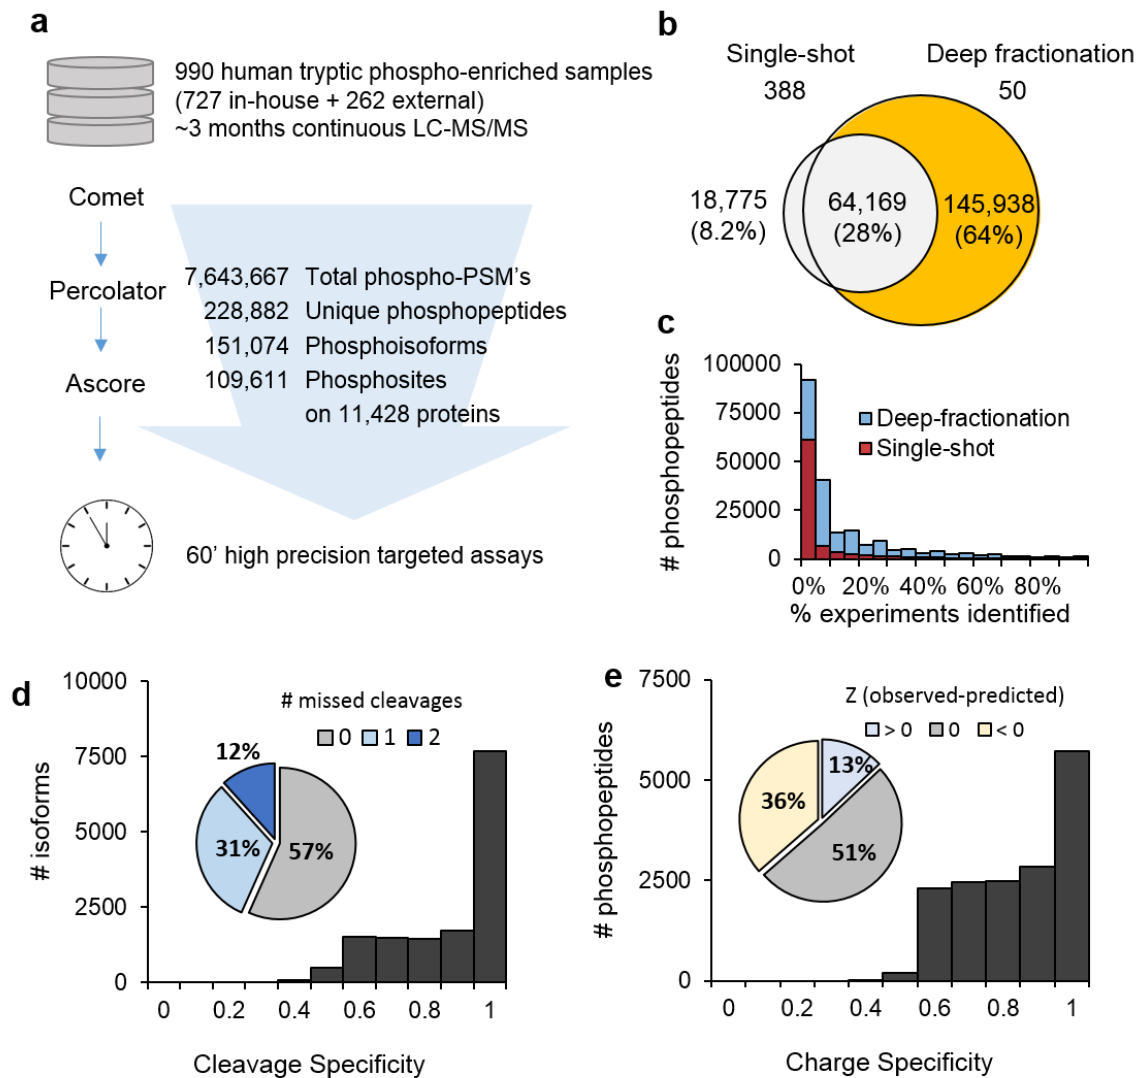 a
990 human tryptic phospho-enriched samples
(727 in-house + 262 external)
~3 months continuous LC-MS/MS
Comet
Percolator
Ascore
7,643,667 Total phospho-PSM's
228,882 Unique phosphopeptides
151,074 Phosphoisforms
109,611 Phosphosites
on 11,428 proteins
60' high precision targeted assays
b
Single-shot
388
Deep fractionation
50
18,775
(8.2%)
64,169
(28%)
145,938
(64%)
c
# phosphopeptides
100000
75000
50000
25000
0
Deep-fractionation
Single-shot
0% 20% 40% 60% 80%
% experiments identified
d
# isoforms
10000
7500
5000
2500
0
# missed cleavages
0 1 2
12%
31%
57%
0 0.2 0.4 0.6 0.8 1
Cleavage Specificity
e
# phosphopeptides
7500
5000
2500
0
Z (observed-predicted)
> 0 0 < 0
13%
36%
51%
0 0.2 0.4 0.6 0.8 1
Charge Specificity